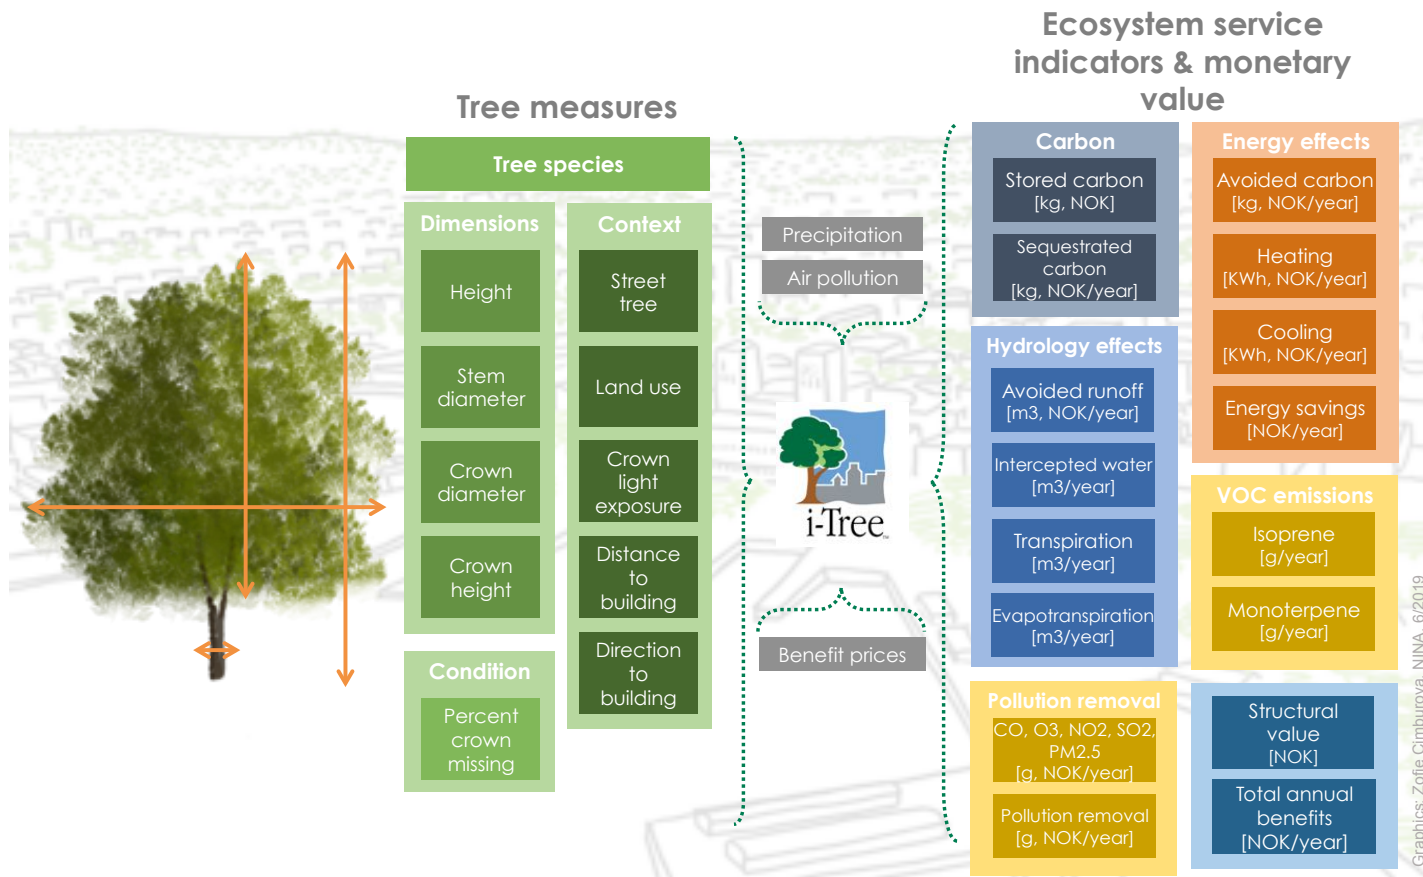 Ecosystem service
indicators & monetary
value
Tree measures
Tree species
Dimensions
Height
Stem
diameter
Crown
diameter
Crown
height
Condition
Percent
crown
missing
Context
Street
tree
Land use
Crown
light
exposure
Distance
to
building
Direction
to
building
Precipitation
Air pollution
i-Tree
TM
Benefit prices
Carbon
Stored carbon
[kg, NOK]
Sequestrated
carbon
[kg, NOK/year]
Hydrology effects
Avoided runoff
[m3, NOK/year]
Intercepted water
[m3/year]
Transpiration
[m3/year]
Evapotranspiration
[m3/year]
Pollution removal
CO, O3, NO2, SO2,
PM2.5
[g, NOK/year]
Pollution removal
[g, NOK/year]
Energy effects
Avoided carbon
[kg, NOK/year]
Heating
[KWh, NOK/year]
Cooling
[KWh, NOK/year]
Energy savings
[NOK/year]
VOC emissions
Isoprene
[g/year]
Monoterpene
[g/year]
Structural
value
[NOK]
Total annual
benefits
[NOK/year]
Graphics: Zofie Cimburova, NINA, 6/2019